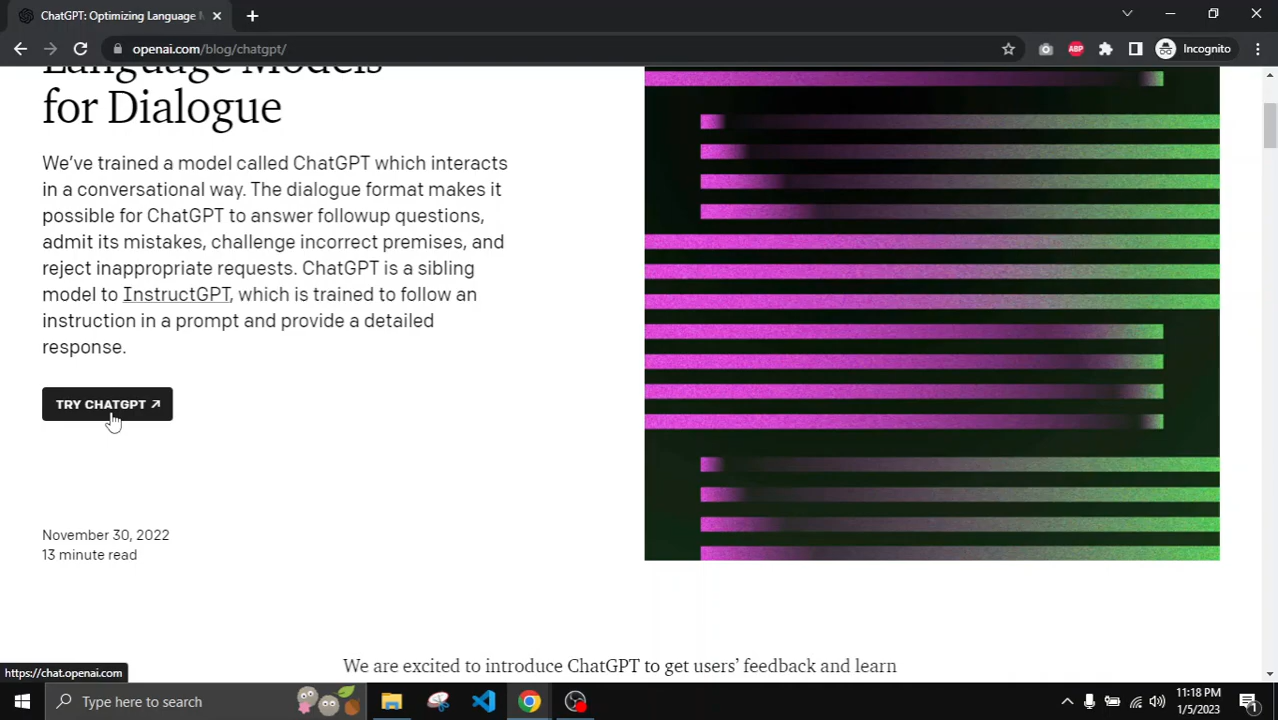 ChatGPT: Optimizing Language
openai.com/blog/chatgpt/
ABP
Incognito
Language Models
for Dialogue
We've trained a model called ChatGPT which interacts
in a conversational way. The dialogue format makes it
possible for ChatGPT to answer followup questions,
admit its mistakes, challenge incorrect premises, and
reject inappropriate requests. ChatGPT is a sibling
model to InstructGPT, which is trained to follow an
instruction in a prompt and provide a detailed
response.
TRY CHATGPT ↗
November 30, 2022
13 minute read
We are excited to introduce ChatGPT to get users' feedback and learn
https://chat.openai.com
Type here to search
11:18 PM
1/5/2023
1